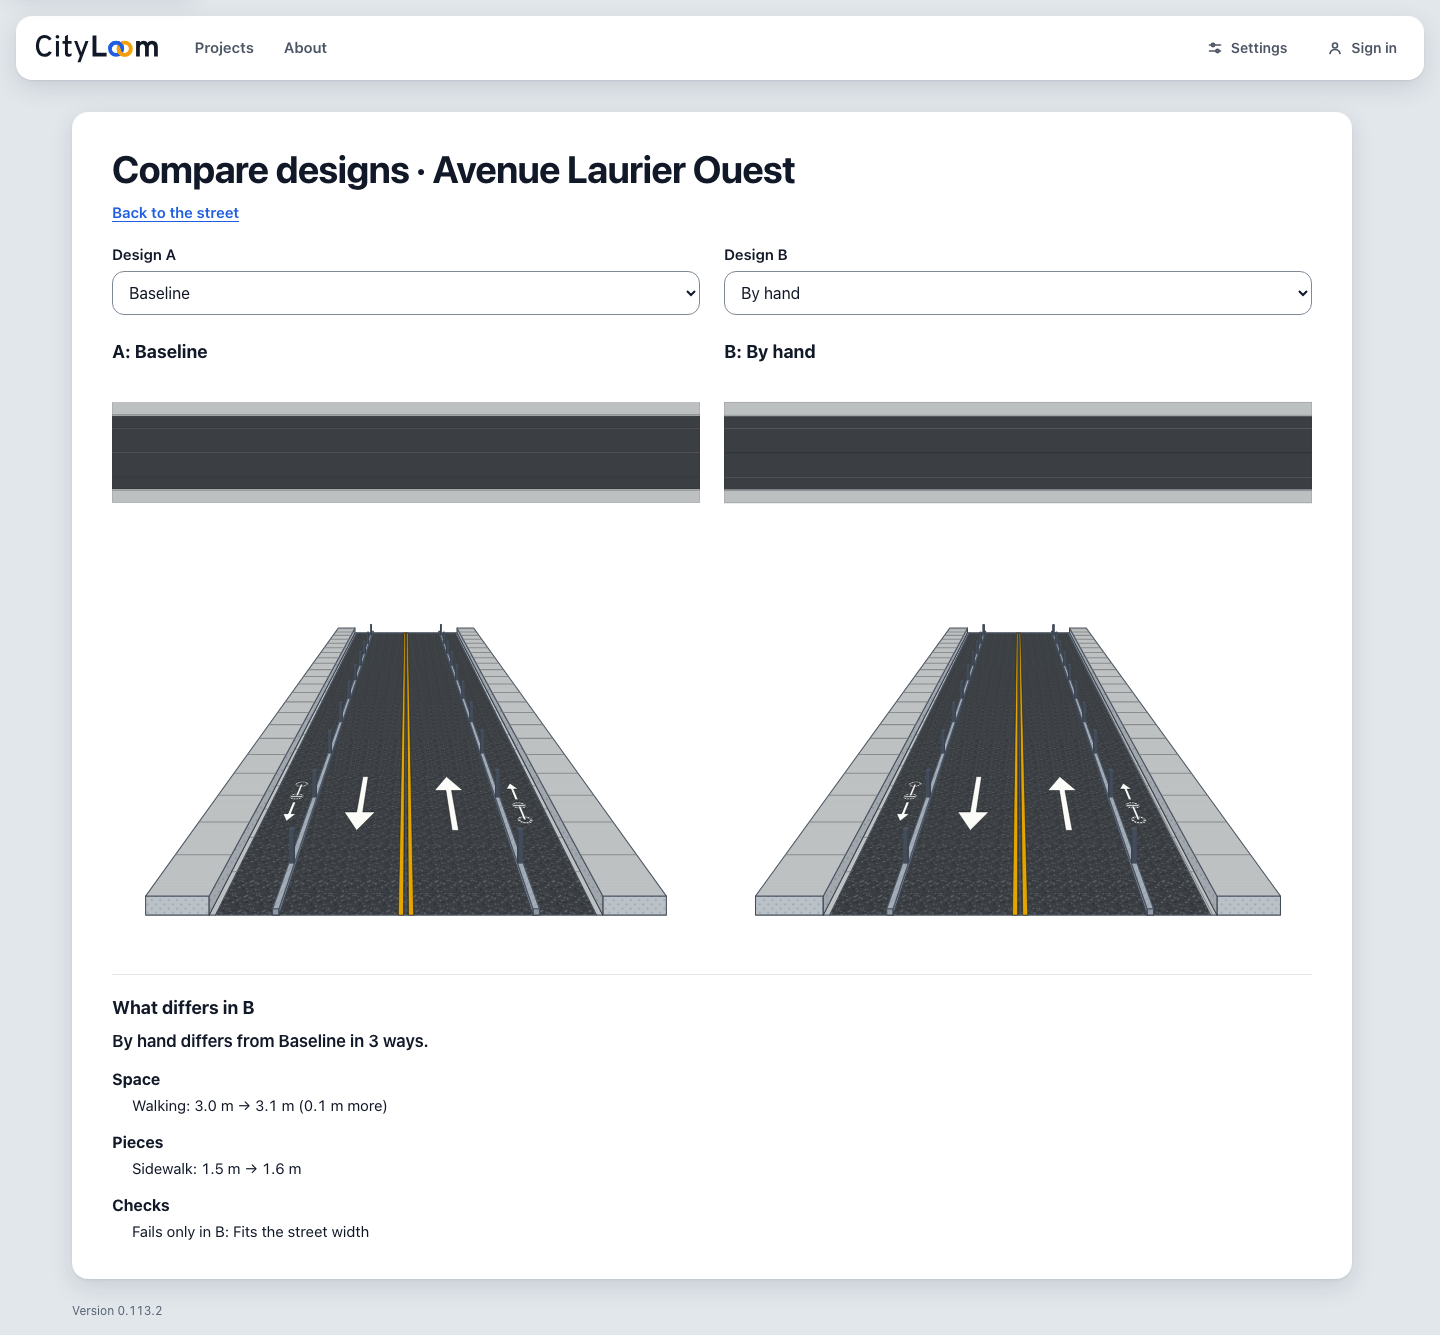 CityLoom
Projects
About
Settings
Sign in
Compare designs · Avenue Laurier Ouest
Back to the street
Design A
Design B
Baseline
By hand
A: Baseline
B: By hand
What differs in B
By hand differs from Baseline in 3 ways.
Space
Walking: 3.0 m → 3.1 m (0.1 m more)
Pieces
Sidewalk: 1.5 m → 1.6 m
Checks
Fails only in B: Fits the street width
Version 0.113.2